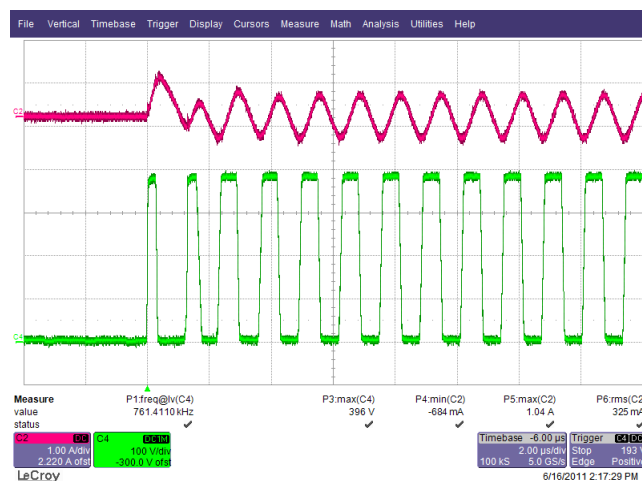 File Vertical Timebase Trigger Display Cursors Measure Math Analysis Utilities Help
C2
C4
Measure P1:freq@lv(C4) P3:max(C4) P4:min(C2) P5:max(C2) P6:rms(C2
value 761.4110 kHz 396 V -684 mA 1.04 A 325 mA
status
C2 DC C4 DC1M Timebase -6.00 µs Trigger C4 DC
1.00 A/div 100 V/div 2.00 µs/div Stop 193 V
2.220 A ofst -300.0 V ofst 100 kS 5.0 GS/s Edge Positive
LeCroy 6/16/2011 2:17:29 PM